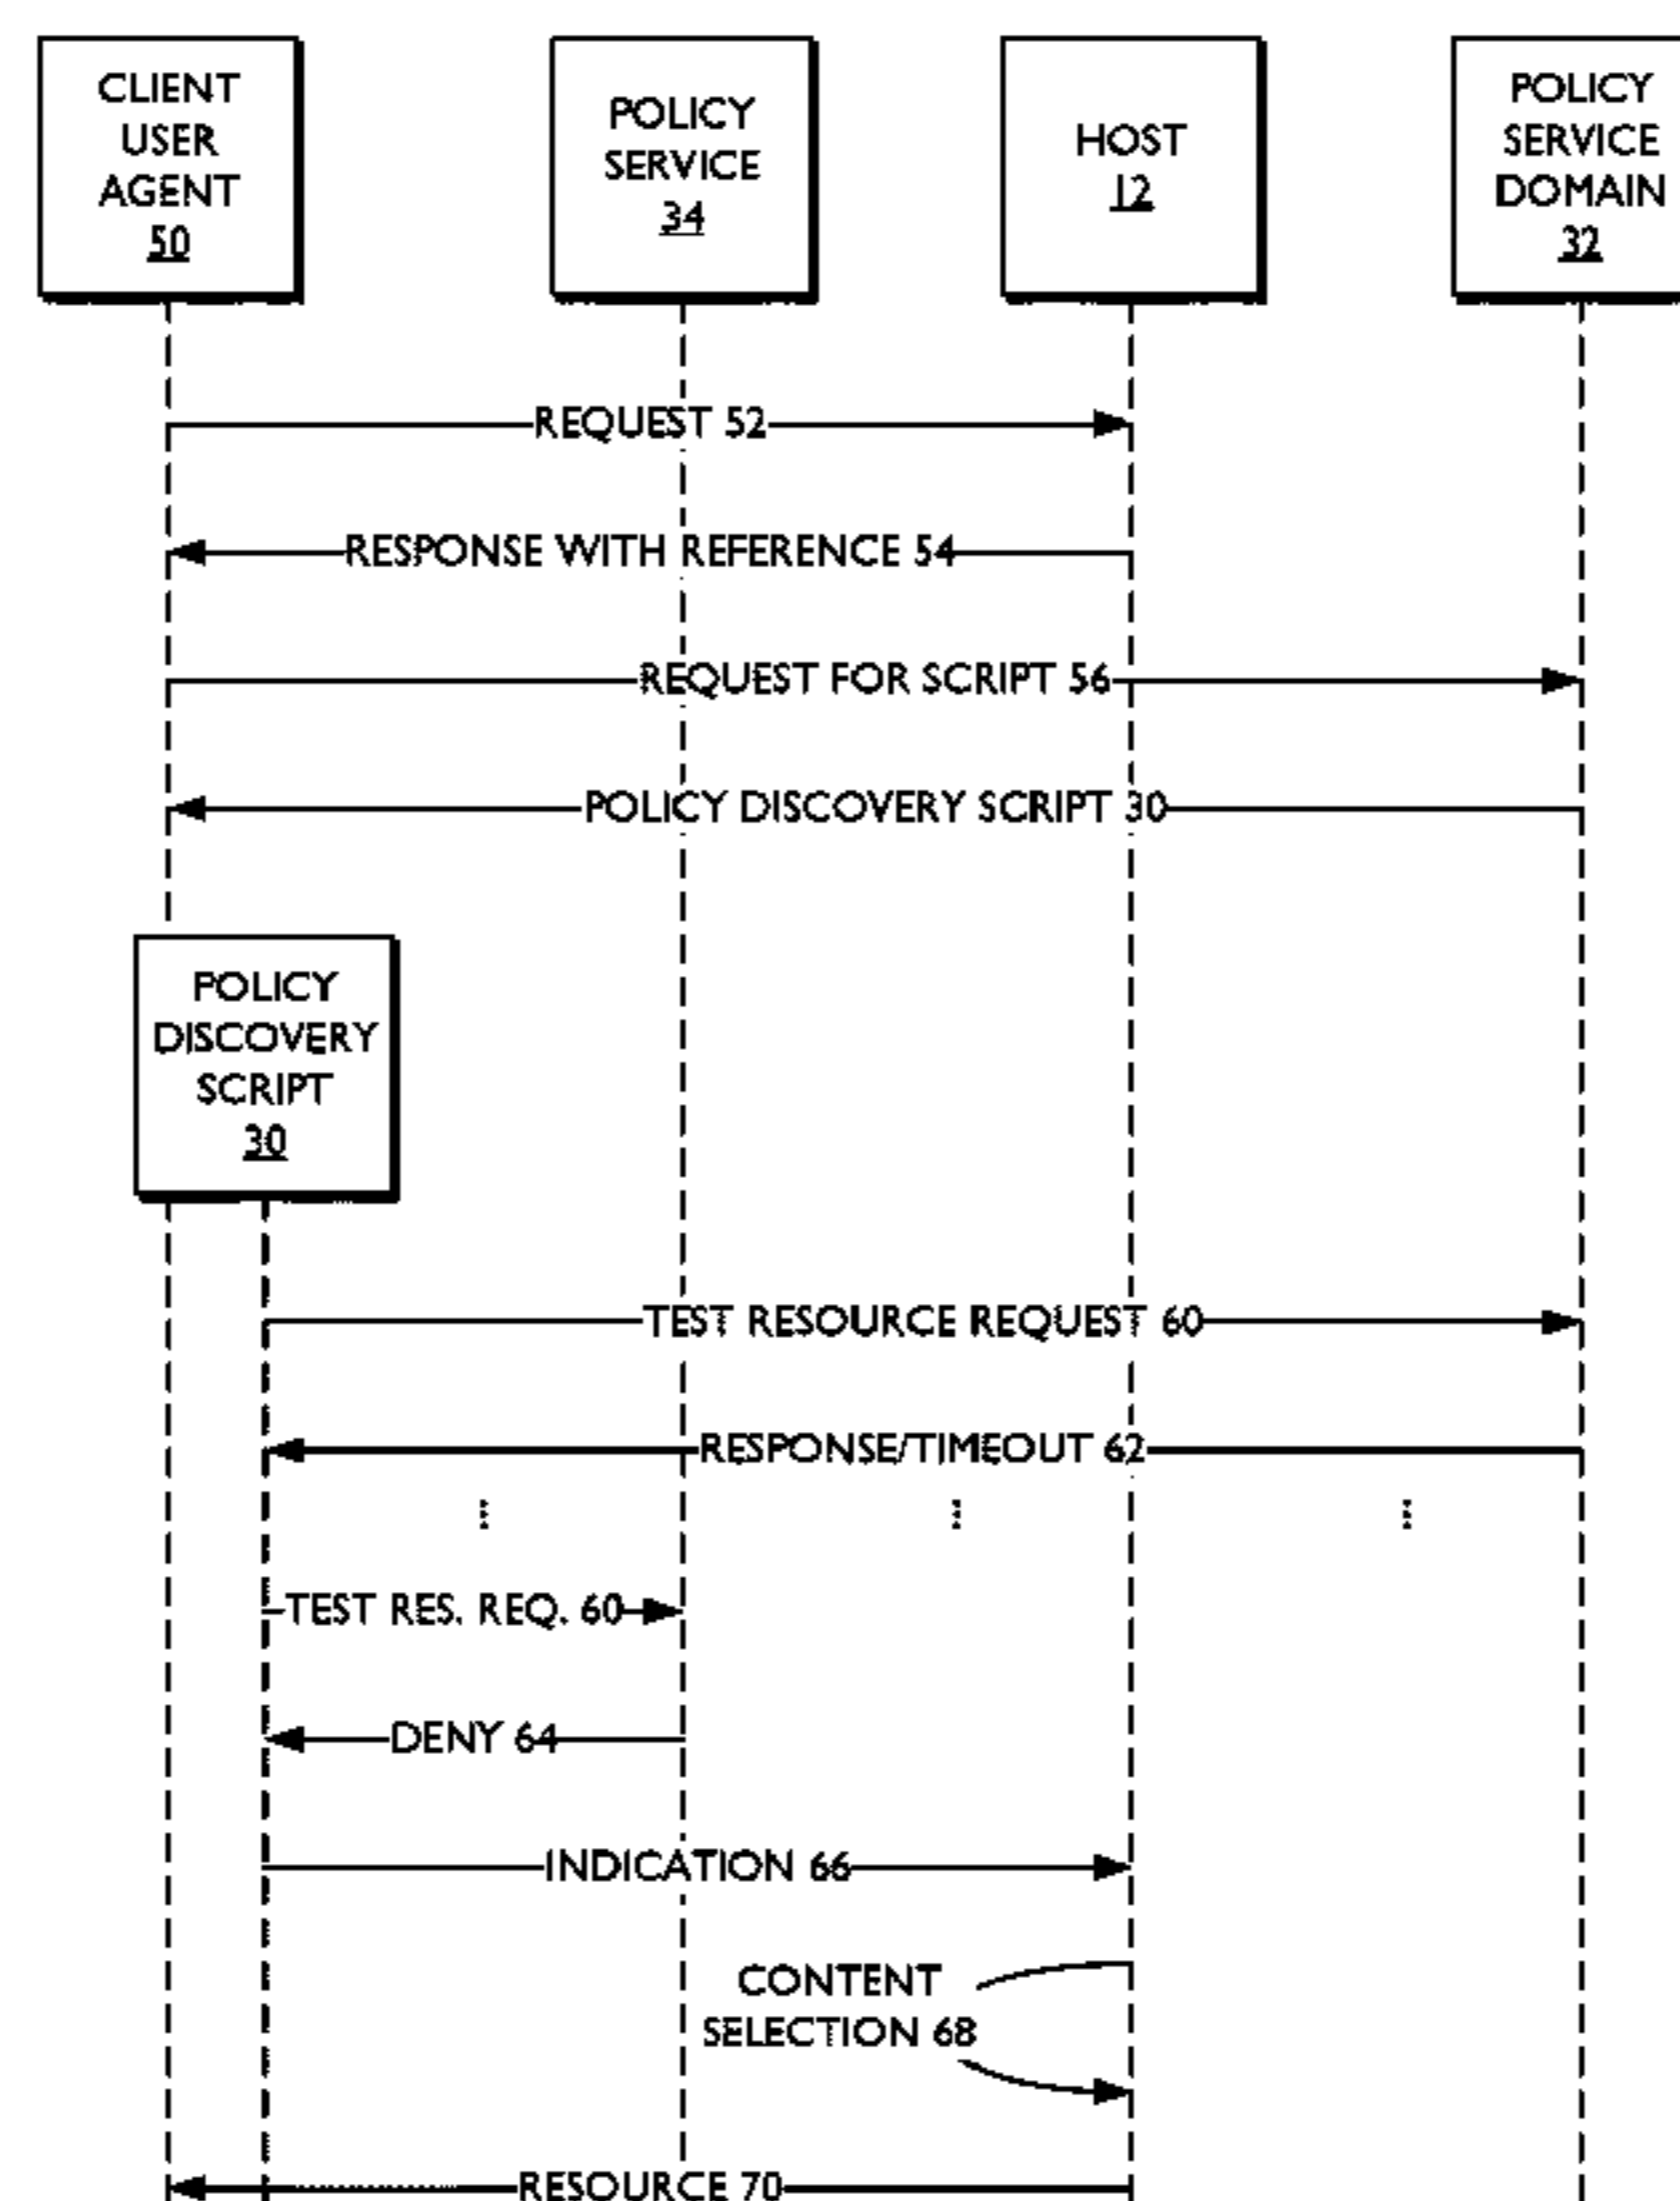 CLIENT
USER
AGENT
50
POLICY
SERVICE
34
HOST
12
POLICY
SERVICE
DOMAIN
32
REQUEST 52
RESPONSE WITH REFERENCE 54
REQUEST FOR SCRIPT 56
POLICY DISCOVERY SCRIPT 30
POLICY
DISCOVERY
SCRIPT
30
TEST RESOURCE REQUEST 60
RESPONSE/TIMEOUT 62
TEST RES. REQ. 60
DENY 64
INDICATION 66
CONTENT
SELECTION 68
RESOURCE 70